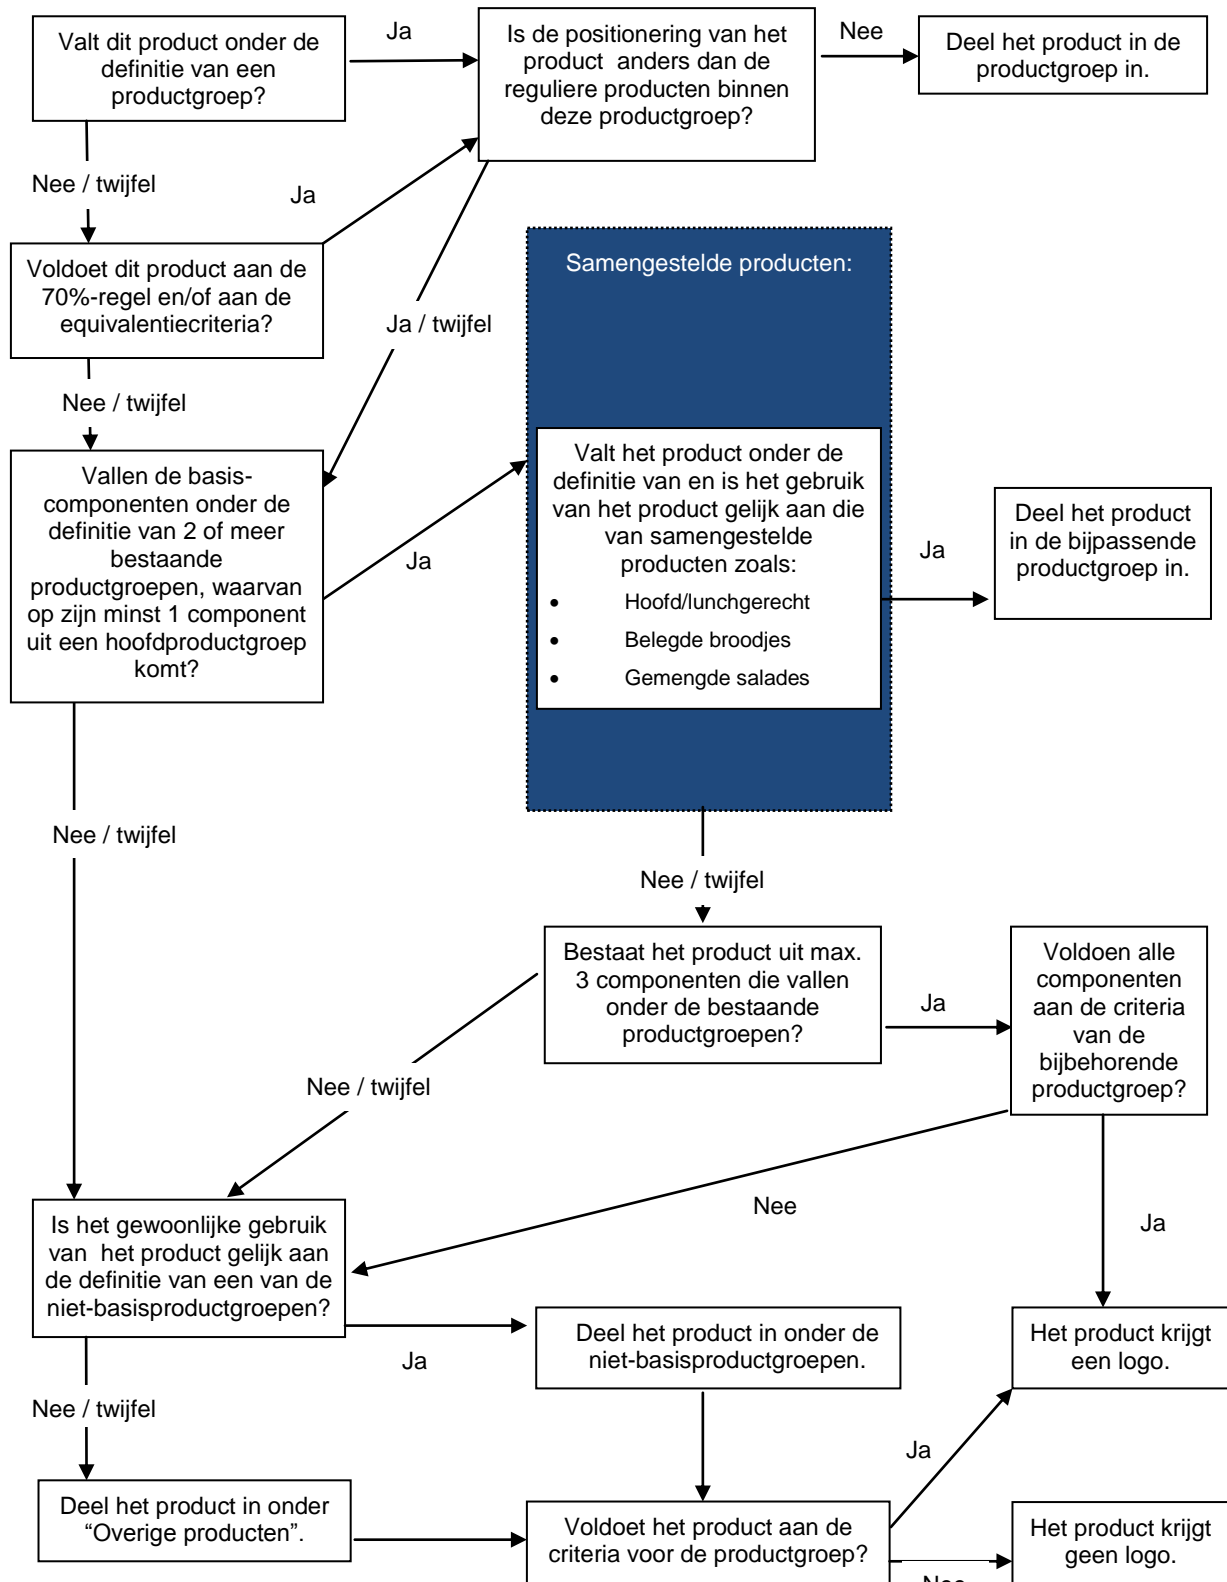 Valt dit product onder de
definitie van een
productgroep?
Ja
Is de positionering van het
product anders dan de
reguliere producten binnen
deze productgroep?
Nee
Deel het product in de
productgroep in.
Nee / twijfel
Ja
Voldoet dit product aan de
70%-regel en/of aan de
equivalentiecriteria?
Ja / twijfel
Samengestelde producten:
Nee / twijfel
Vallen de basis-
componenten onder de
definitie van 2 of meer
bestaande
productgroepen, waarvan
op zijn minst 1 component
uit een hoofdproductgroep
komt?
Ja
Valt het product onder de
definitie van en is het gebruik
van het product gelijk aan die
van samengestelde
producten zoals:
• Hoofd/lunchgerecht
• Belegde broodjes
• Gemengde salades
Ja
Deel het product
in de bijpassende
productgroep in.
Nee / twijfel
Nee / twijfel
Bestaat het product uit max.
3 componenten die vallen
onder de bestaande
productgroepen?
Ja
Voldoen alle
componenten
aan de criteria
van de
bijbehorende
productgroep?
Nee / twijfel
Nee
Ja
Is het gewoonlijke gebruik
van het product gelijk aan
de definitie van een van de
niet-basisproductgroepen?
Ja
Deel het product in onder de
niet-basisproductgroepen.
Het product krijgt
een logo.
Nee / twijfel
Ja
Deel het product in onder
“Overige producten”.
Voldoet het product aan de
criteria voor de productgroep?
Het product krijgt
geen logo.
Nee